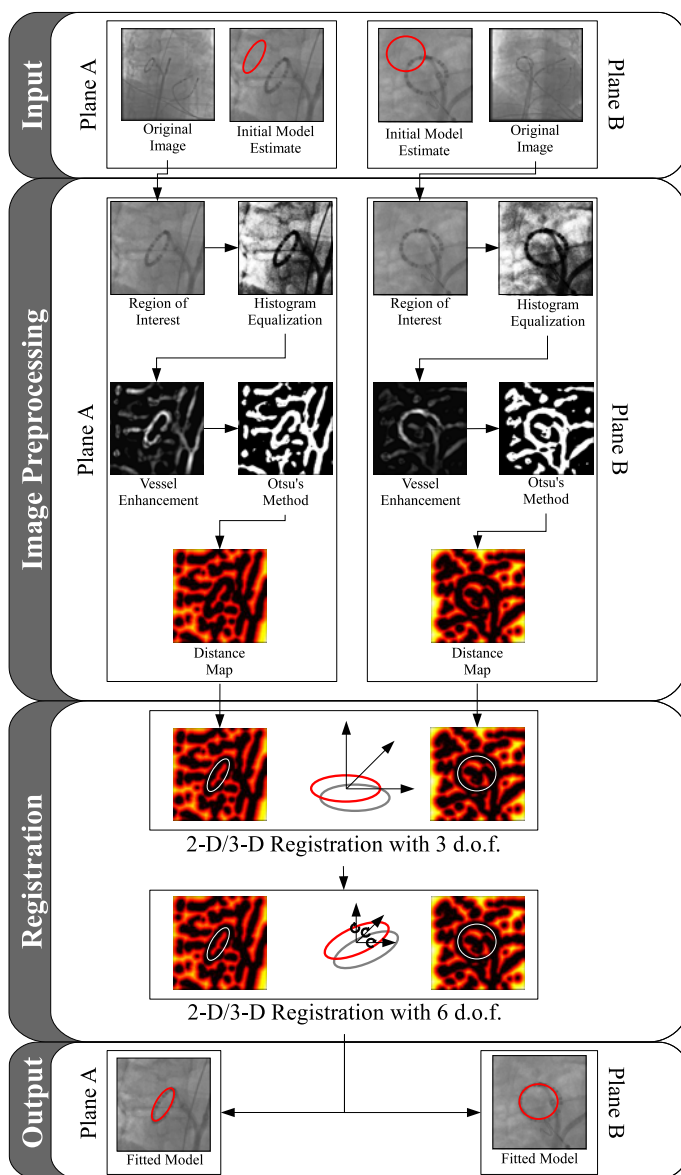 Input
Plane A
Original
Image
Initial Model
Estimate
Initial Model
Estimate
Original
Image
Plane B
Image Preprocessing
Plane A
Region of
Interest
Histogram
Equalization
Vessel
Enhancement
Otsu's
Method
Distance
Map
Region of
Interest
Histogram
Equalization
Vessel
Enhancement
Otsu's
Method
Distance
Map
Plane B
Registration
2-D/3-D Registration with 3 d.o.f.
2-D/3-D Registration with 6 d.o.f.
Output
Plane A
Fitted Model
Fitted Model
Plane B